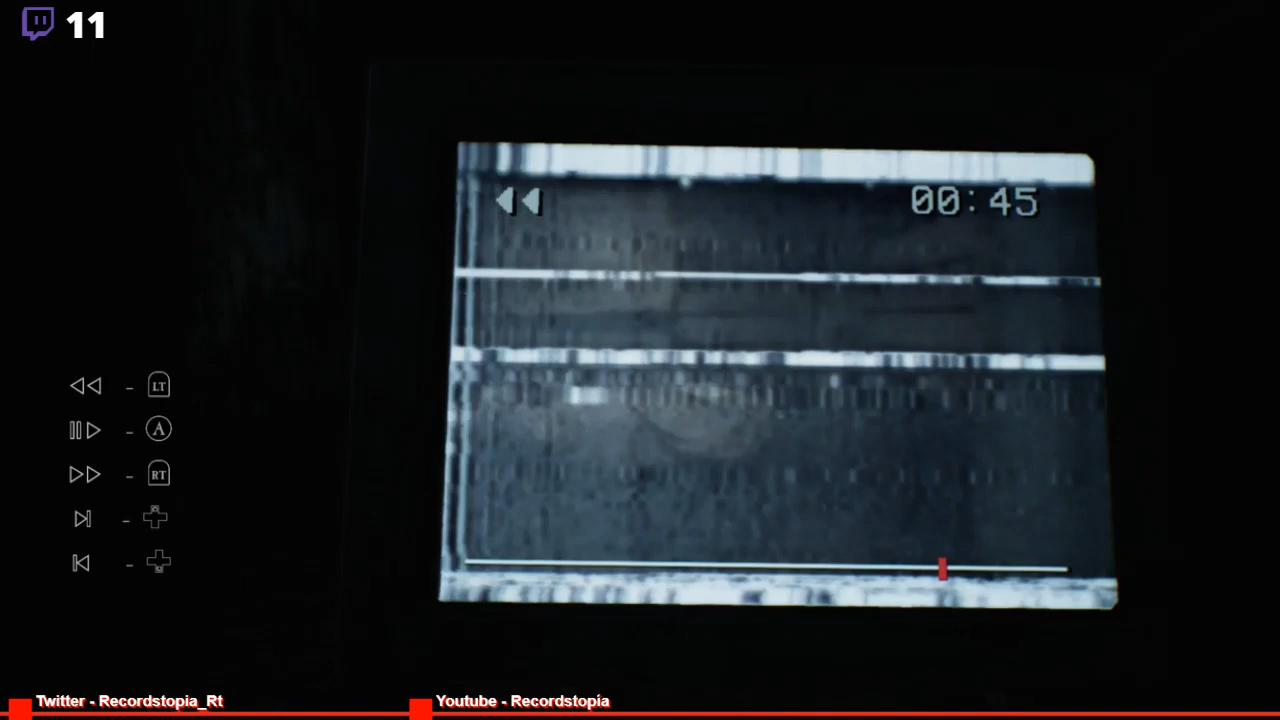 11
00:45
- LT
- A
- RT
-
-
Twitter - Recordstopia_Rt
Youtube - Recordstopia